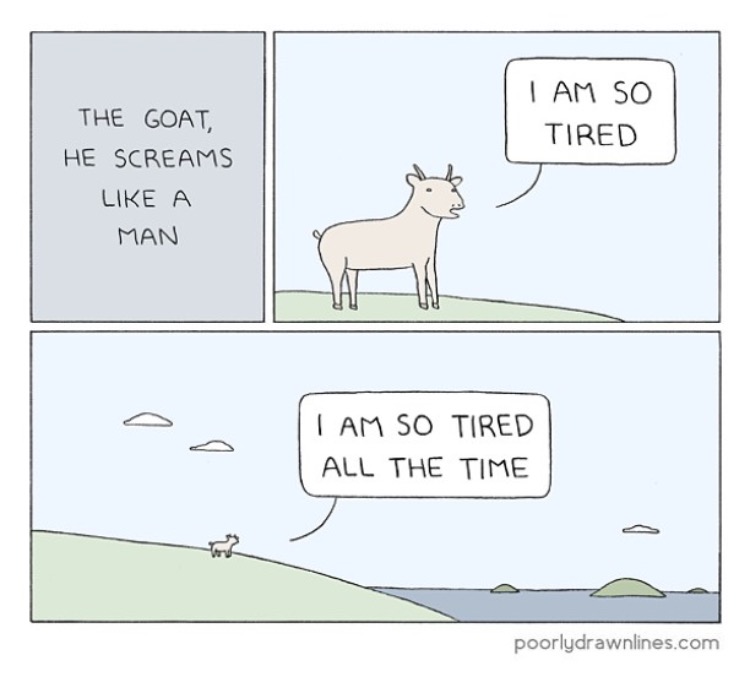 THE GOAT,
HE SCREAMS
LIKE A
MAN
I AM SO
TIRED
I AM SO TIRED
ALL THE TIME
poorlydrawnlines.com